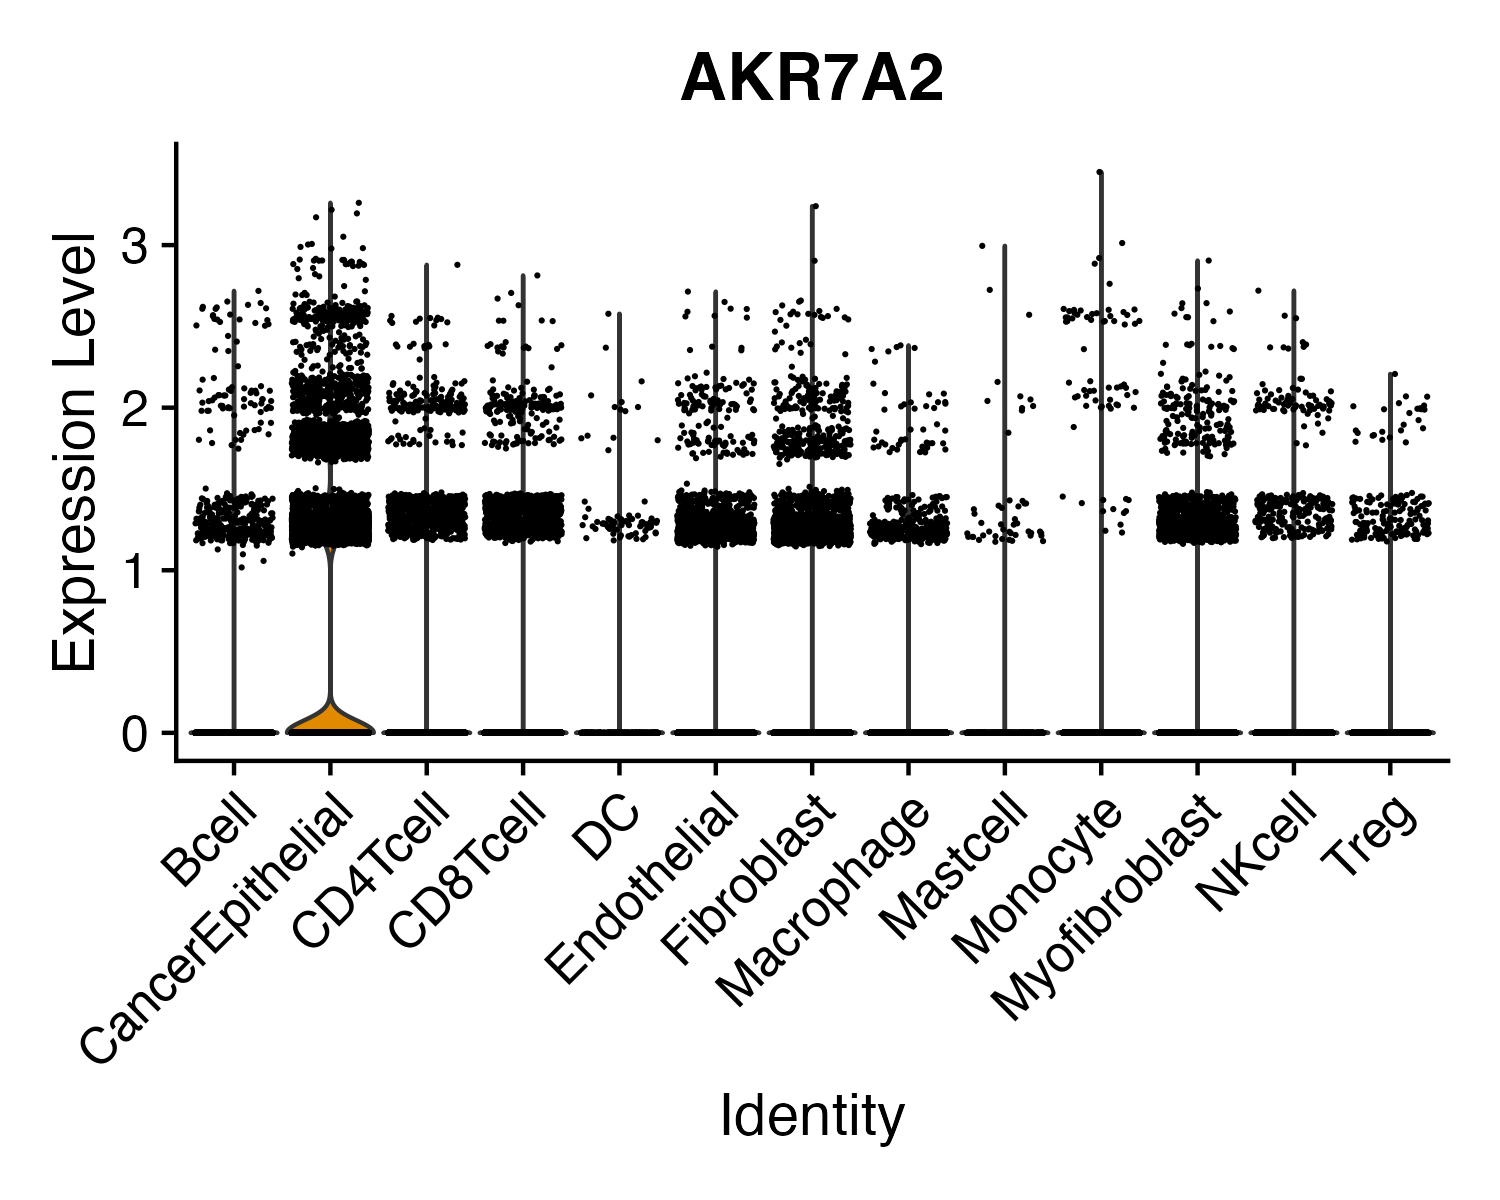 AKR7A2
Expression Level
3
2
1
0
Bcell
CancerEpithelial
CD4Tcell
CD8Tcell
DC
Endothelial
Fibroblast
Macrophage
Mastcell
Monocyte
Myofibroblast
NKcell
Treg
Identity